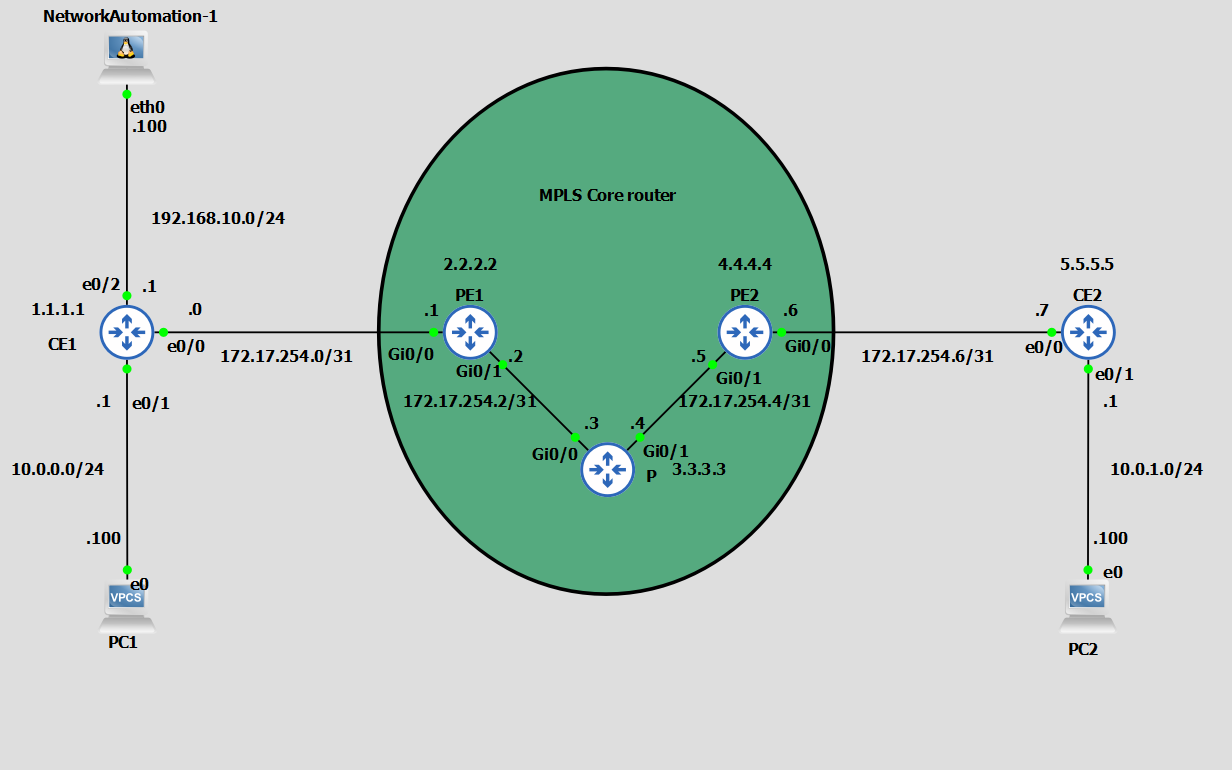 NetworkAutomation-1
eth0
.100
192.168.10.0/24
MPLS Core router
e0/2
.1
1.1.1.1
CE1
.0
e0/0
172.17.254.0/31
2.2.2.2
PE1
.1
Gi0/0
.2
Gi0/1
172.17.254.2/31
4.4.4.4
PE2
.6
Gi0/0
.5
Gi0/1
172.17.254.4/31
172.17.254.6/31
5.5.5.5
CE2
.7
e0/0
e0/1
.1
.3
Gi0/0
.4
Gi0/1
P
3.3.3.3
.1
e0/1
10.0.0.0/24
.100
e0
VPCS
PC1
10.0.1.0/24
.100
e0
VPCS
PC2